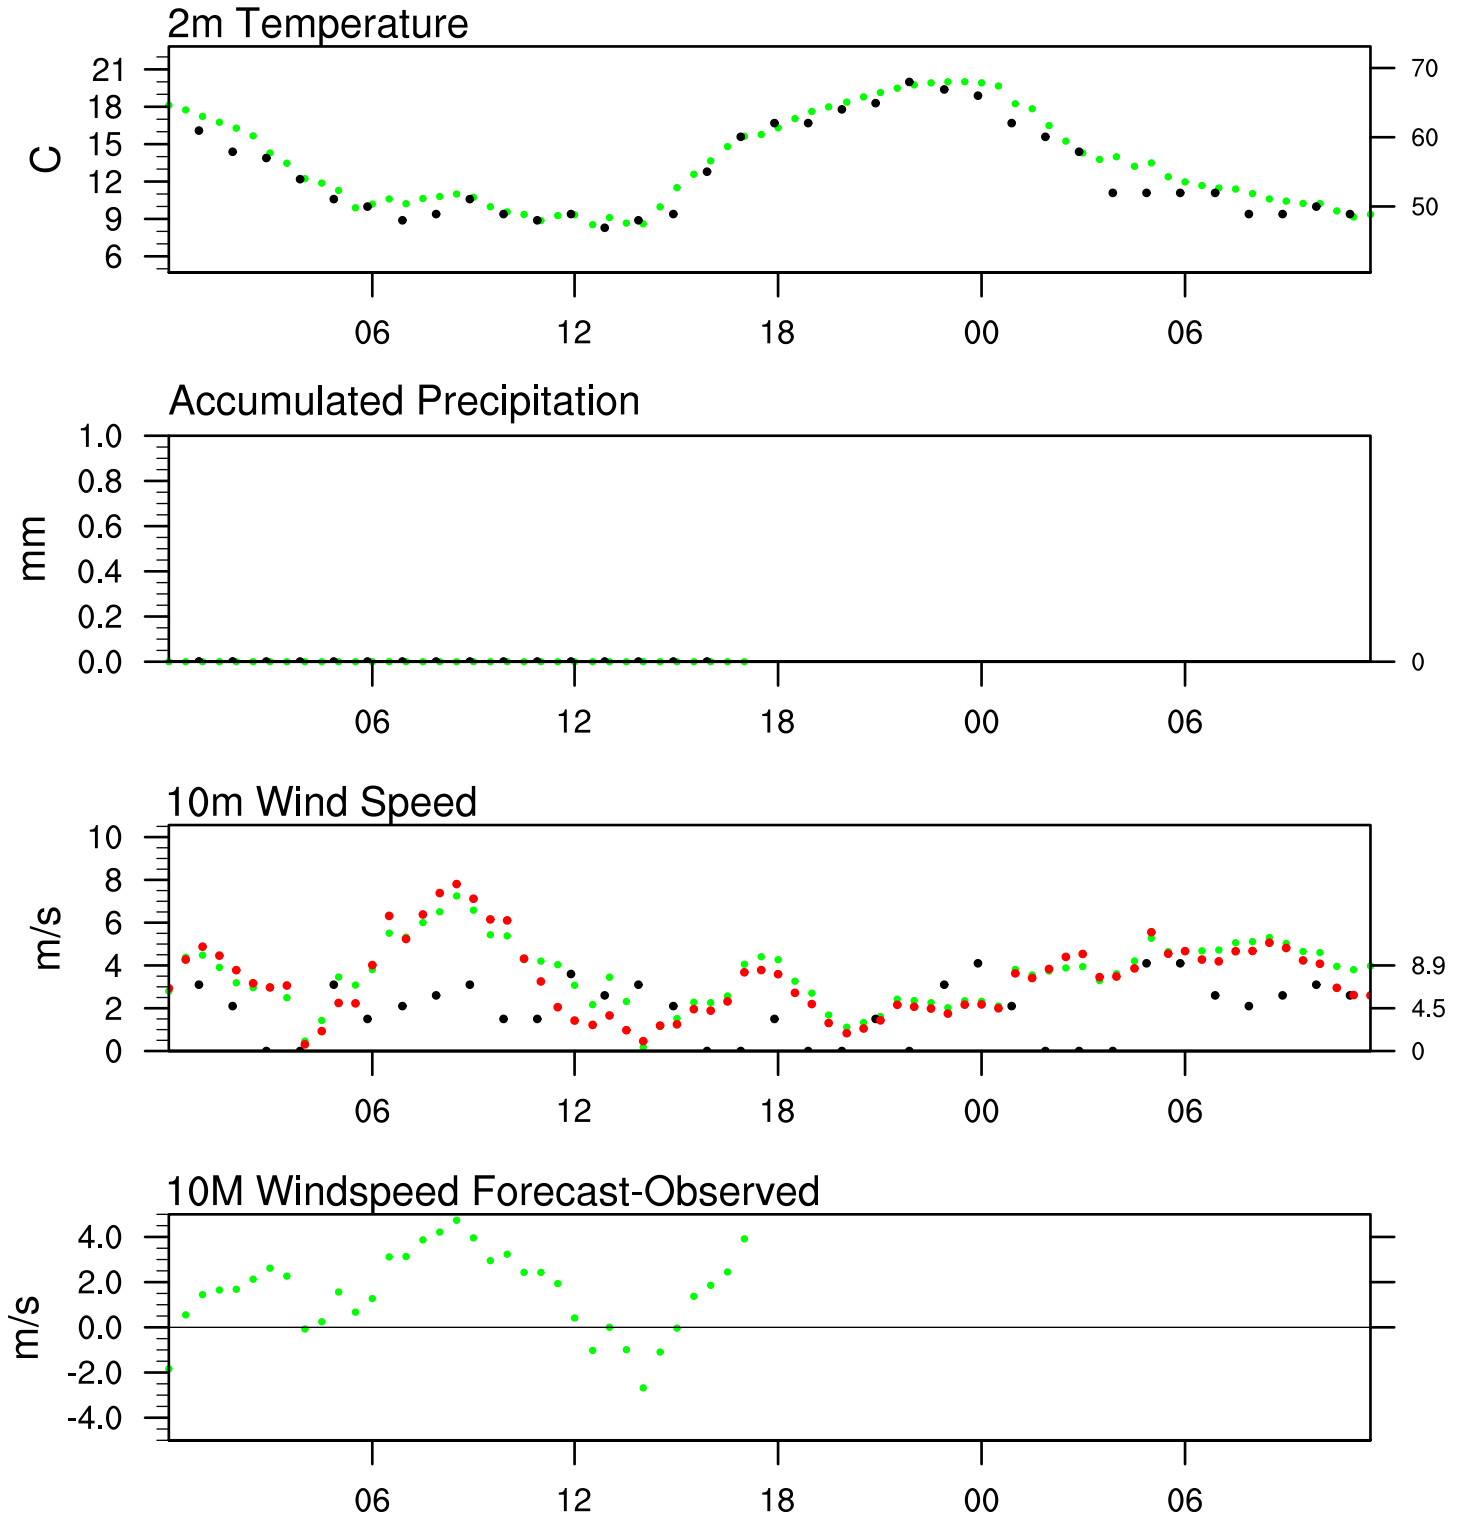 2m Temperature
21
18
15
12
9
6
C
70
60
50
06 12 18 00 06
Accumulated Precipitation
1.0
0.8
0.6
0.4
0.2
0.0
mm
0
06 12 18 00 06
10m Wind Speed
10
8
6
4
2
0
m/s
8.9
4.5
0
06 12 18 00 06
10M Windspeed Forecast-Observed
4.0
2.0
0.0
-2.0
-4.0
m/s
06 12 18 00 06